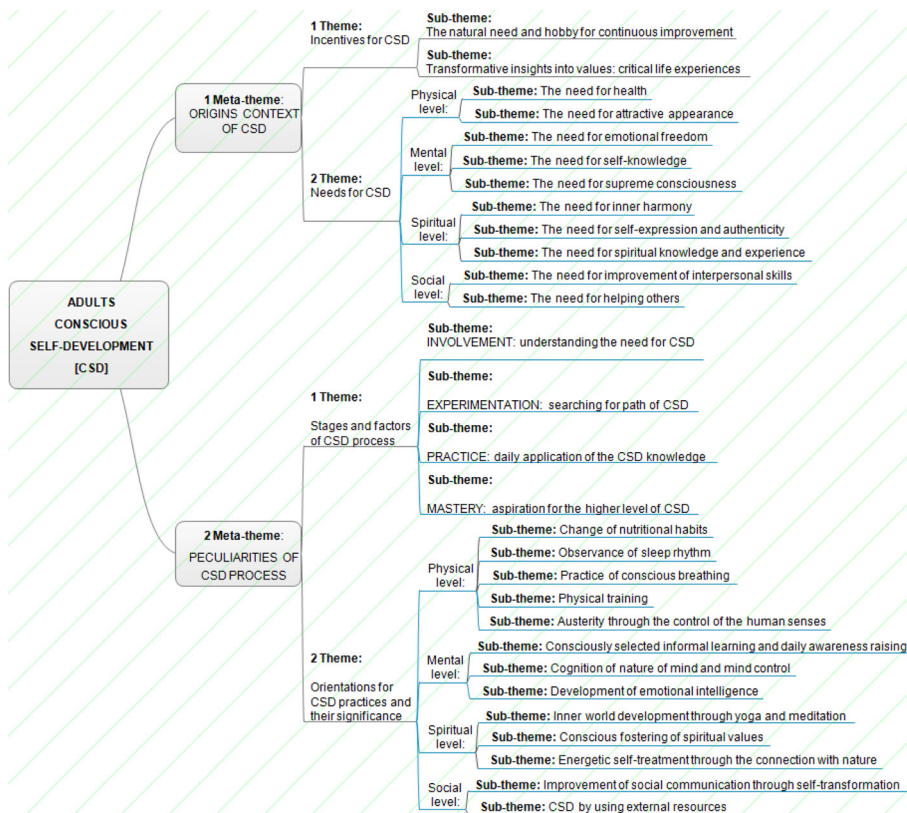 ADULTS
CONSCIOUS
SELF-DEVELOPMENT
[CSD]
1 Meta-theme:
ORIGINS CONTEXT
OF CSD
1 Theme:
Incentives for CSD
Sub-theme:
The natural need and hobby for continuous improvement
Sub-theme:
Transformative insights into values: critical life experiences
2 Theme:
Needs for CSD
Physical
level:
Sub-theme: The need for health
Sub-theme: The need for attractive appearance
Mental
level:
Sub-theme: The need for emotional freedom
Sub-theme: The need for self-knowledge
Sub-theme: The need for supreme consciousness
Spiritual
level:
Sub-theme: The need for inner harmony
Sub-theme: The need for self-expression and authenticity
Sub-theme: The need for spiritual knowledge and experience
Social
level:
Sub-theme: The need for improvement of interpersonal skills
Sub-theme: The need for helping others
2 Meta-theme:
PECULIARITIES OF
CSD PROCESS
1 Theme:
Stages and factors
of CSD process
Sub-theme:
INVOLVEMENT: understanding the need for CSD
Sub-theme:
EXPERIMENTATION: searching for path of CSD
Sub-theme:
PRACTICE: daily application of the CSD knowledge
Sub-theme:
MASTERY: aspiration for the higher level of CSD
2 Theme:
Orientations for
CSD practices and
their significance
Physical
level:
Sub-theme: Change of nutritional habits
Sub-theme: Observance of sleep rhythm
Sub-theme: Practice of conscious breathing
Sub-theme: Physical training
Sub-theme: Austerity through the control of the human senses
Mental
level:
Sub-theme: Consciously selected informal learning and daily awareness raising
Sub-theme: Cognition of nature of mind and mind control
Sub-theme: Development of emotional intelligence
Spiritual
level:
Sub-theme: Inner world development through yoga and meditation
Sub-theme: Conscious fostering of spiritual values
Sub-theme: Energetic self-treatment through the connection with nature
Social
level:
Sub-theme: Improvement of social communication through self-transformation
Sub-theme: CSD by using external resources